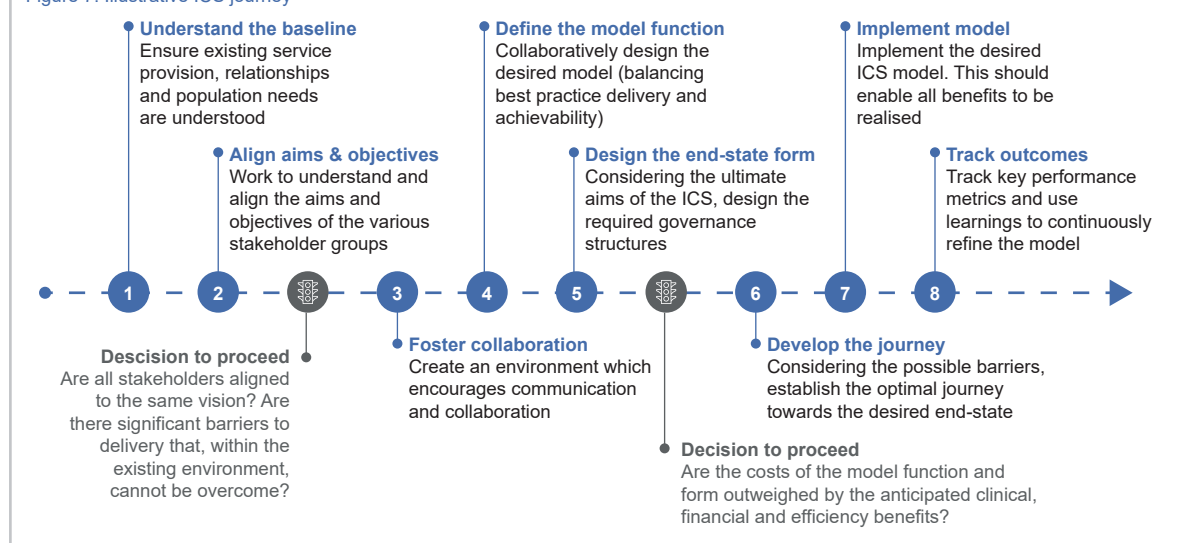 Understand the baseline
Ensure existing service
provision, relationships
and population needs
are understood
Define the model function
Collaboratively design the
desired model (balancing
best practice delivery and
achievability)
Implement model
Implement the desired
ICS model. This should
enable all benefits to be
realised
Align aims & objectives
Work to understand and
align the aims and
objectives of the various
stakeholder groups
Design the end-state form
Considering the ultimate
aims of the ICS, design the
required governance
structures
Track outcomes
Track key performance
metrics and use
learnings to continuously
refine the model
1
2
3
4
5
6
7
8
Descision to proceed
Are all stakeholders aligned
to the same vision? Are
there significant barriers to
delivery that, within the
existing environment,
cannot be overcome?
Foster collaboration
Create an environment which
encourages communication
and collaboration
Develop the journey
Considering the possible barriers,
establish the optimal journey
towards the desired end-state
Decision to proceed
Are the costs of the model function and
form outweighed by the anticipated clinical,
financial and efficiency benefits?